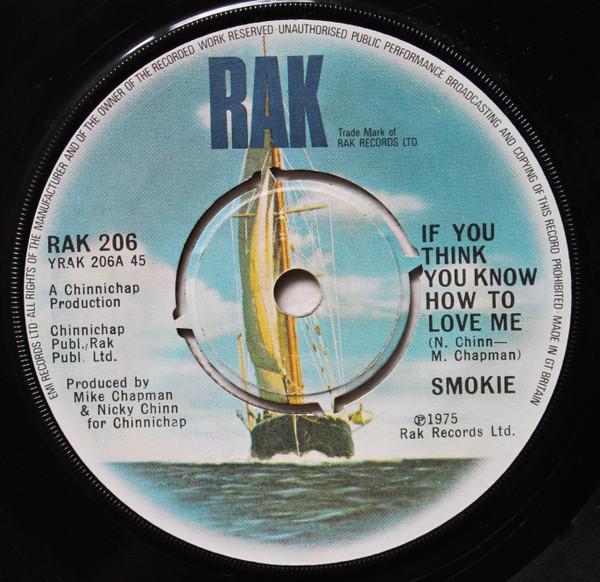 EMI RECORDS LTD · ALL RIGHTS OF THE MANUFACTURER AND OF THE OWNER OF THE RECORDED WORK RESERVED · UNAUTHORISED PUBLIC PERFORMANCE BROADCASTING AND COPYING OF THIS RECORD PROHIBITED · MADE IN GT BRITAIN
RAK
Trade Mark of
RAK RECORDS LTD
RAK 206
YRAK 206A 45
A Chinnichap
Production
Chinnichap
Publ./Rak
Publ. Ltd.
Produced by
Mike Chapman
& Nicky Chinn
for Chinnichap
IF YOU
THINK
YOU KNOW
HOW TO
LOVE ME
(N. Chinn—
M. Chapman)
SMOKIE
℗1975
Rak Records Ltd.